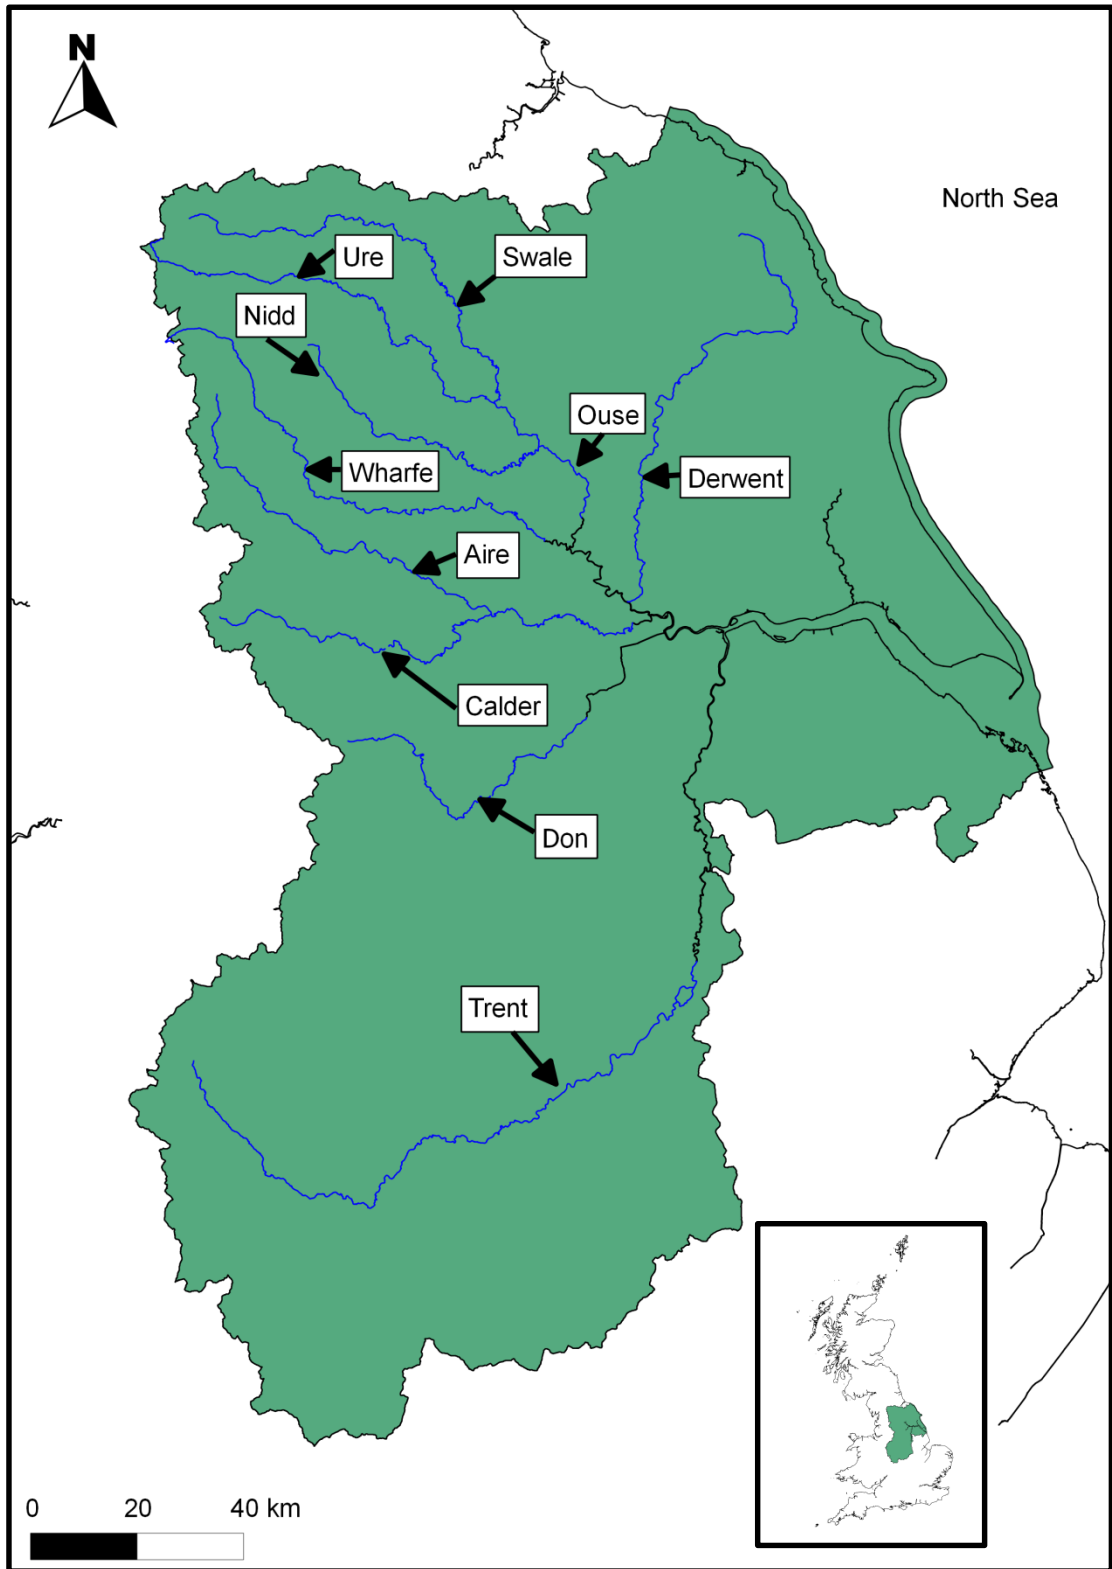 N
North Sea
Ure
Swale
Nidd
Ouse
Wharfe
Derwent
Aire
Calder
Don
Trent
0 20 40 km